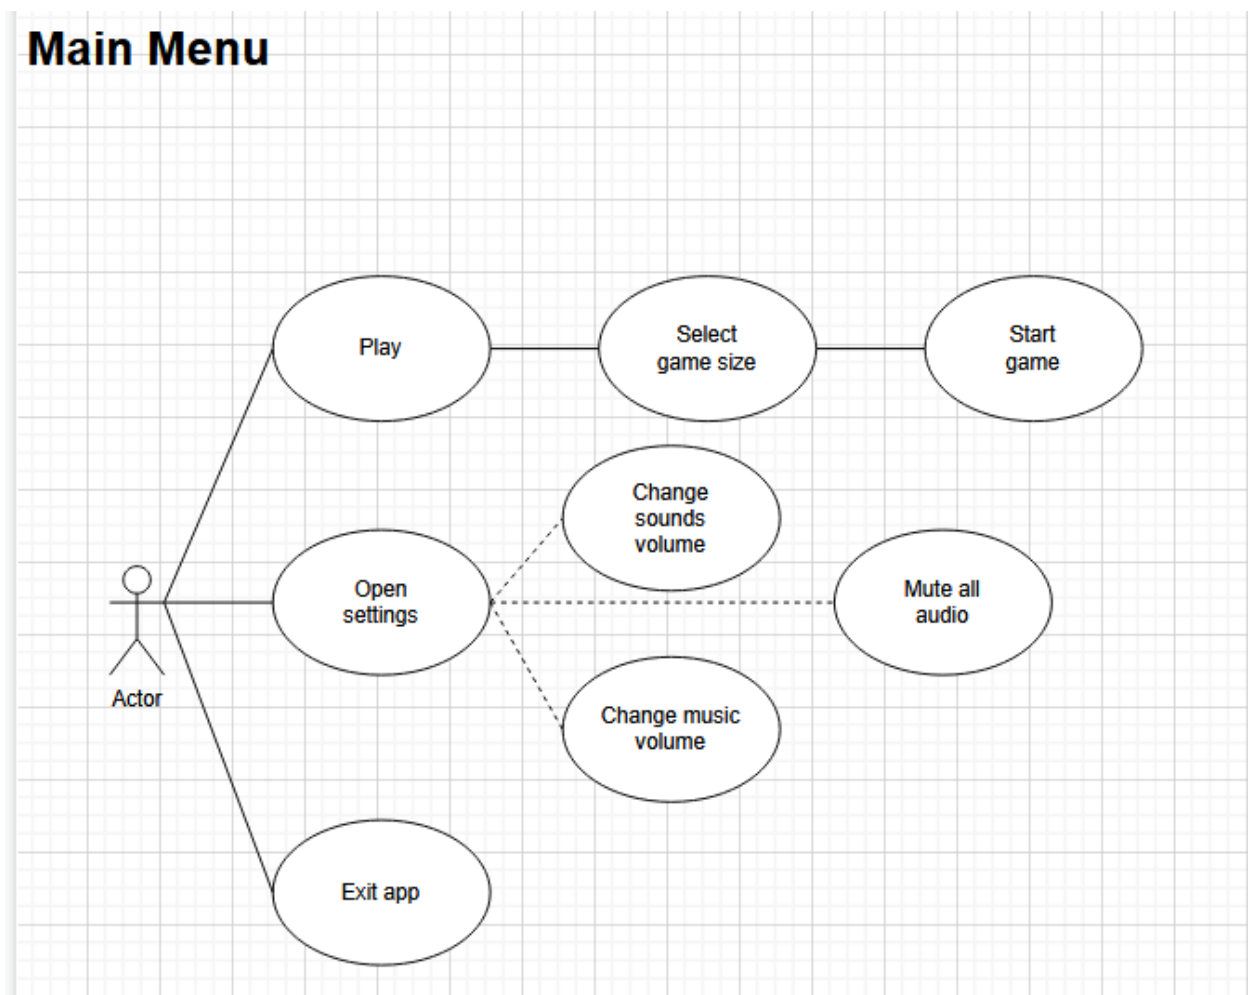 Main Menu
Play
Select
game size
Start
game
Change
sounds
volume
Open
settings
Mute all
audio
Actor
Change music
volume
Exit app